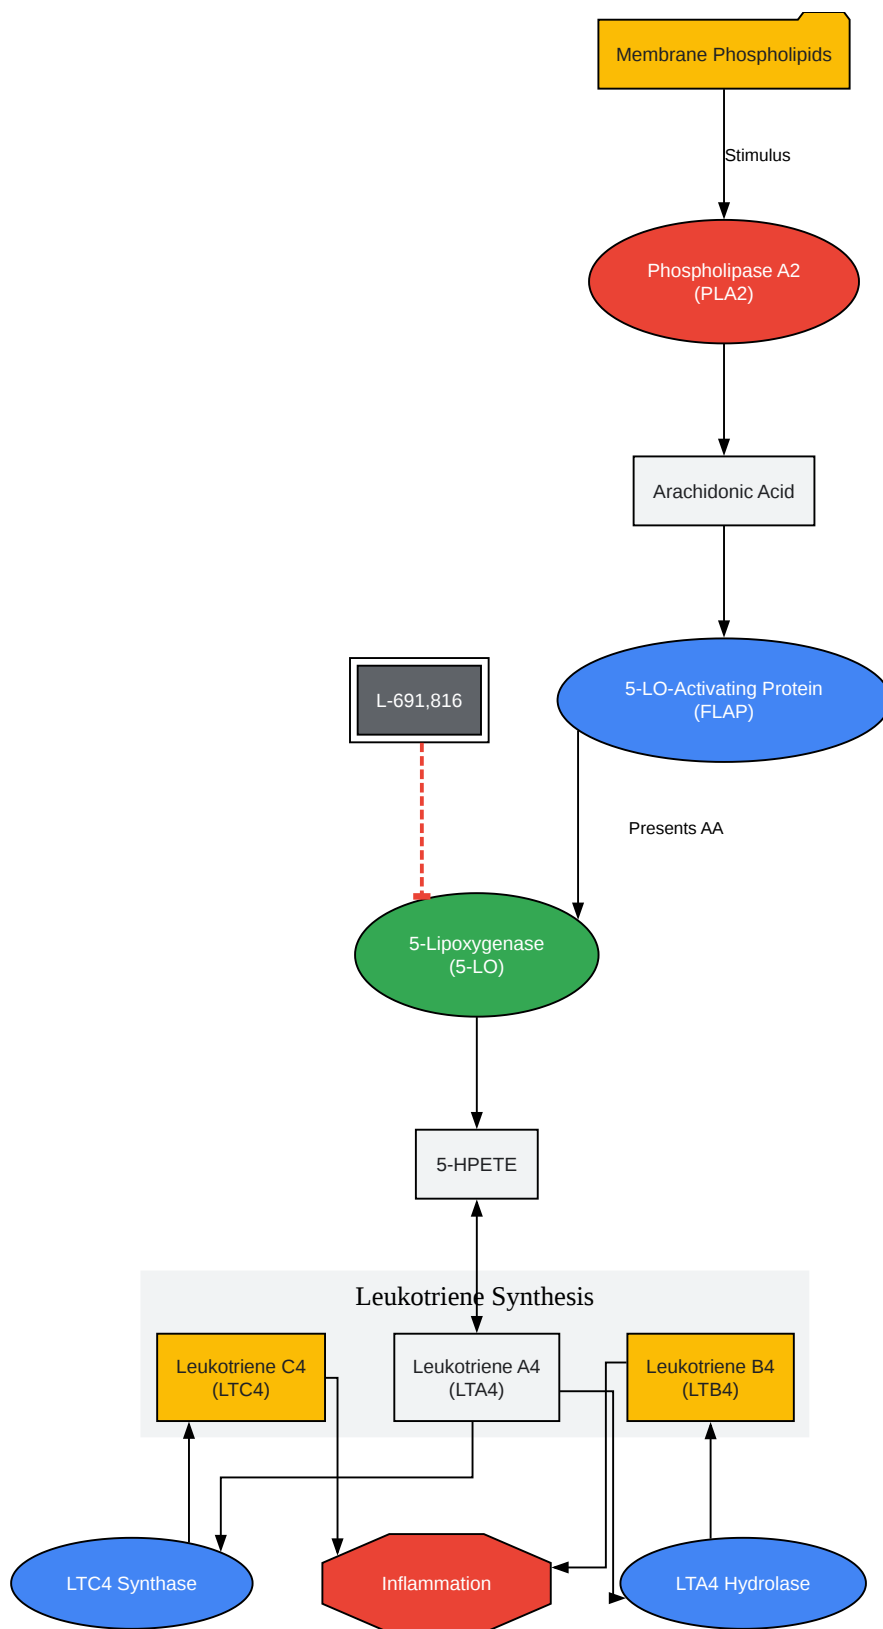 Membrane Phospholipids
Stimulus
Phospholipase A2
(PLA2)
Arachidonic Acid
5-LO-Activating Protein
(FLAP)
L-691,816
Presents AA
5-Lipoxygenase
(5-LO)
5-HPETE
Leukotriene Synthesis
Leukotriene C4
(LTC4)
Leukotriene A4
(LTA4)
Leukotriene B4
(LTB4)
LTC4 Synthase
Inflammation
LTA4 Hydrolase